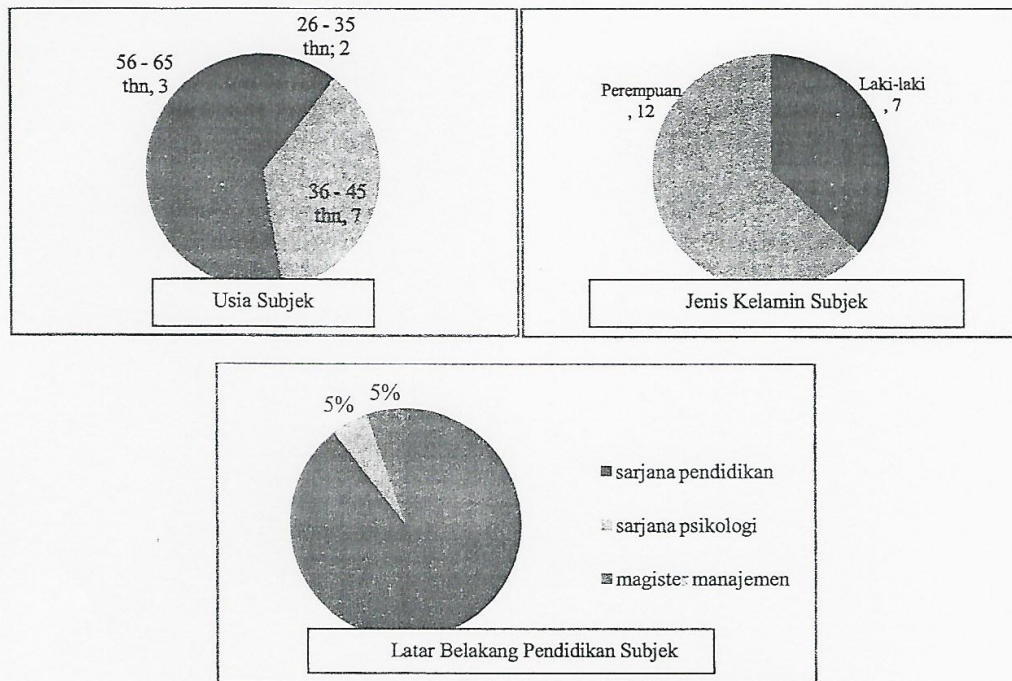 26 - 35
thn; 2
56 - 65
thn, 3
36 - 45
thn, 7
Usia Subjek
Perempuan
, 12
Laki-laki
, 7
Jenis Kelamin Subjek
5%
5%
sarjana pendidikan
sarjana psikologi
magister manajemen
Latar Belakang Pendidikan Subjek